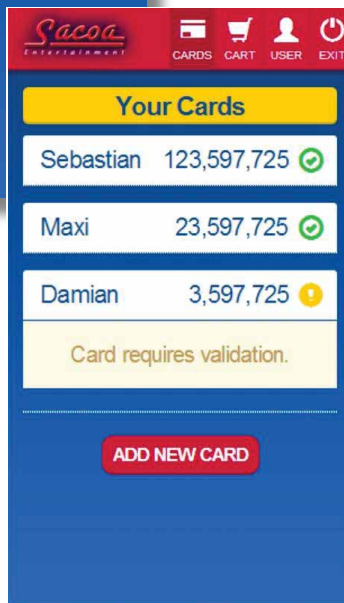 Sacoa
Entertainment
CARDS CART USER EXIT
Your Cards
Sebastian 123,597,725
Maxi 23,597,725
Damian 3,597,725
Card requires validation.
ADD NEW CARD